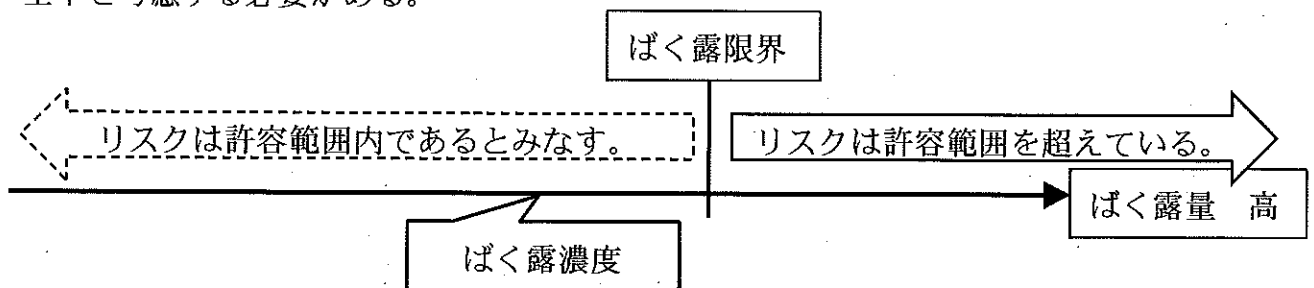 ばく露限界
リスクは許容範囲内であるとみなす。
リスクは許容範囲を超えている。
ばく露量 高
ばく露濃度